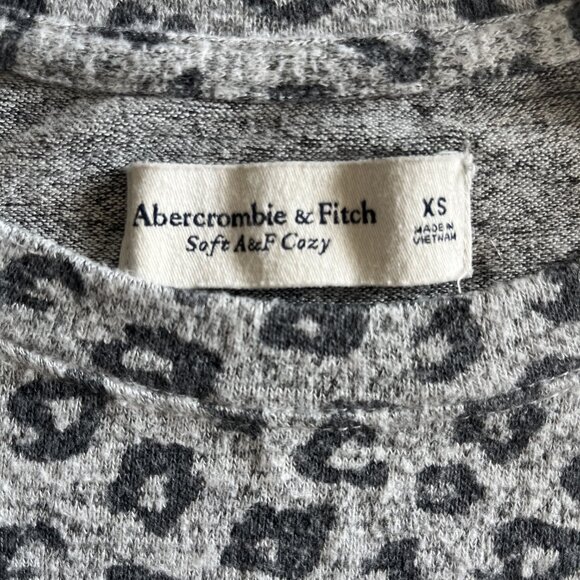 Abercrombie & Fitch
Soft A&F Cozy
XS
MADE IN
VIETNAM